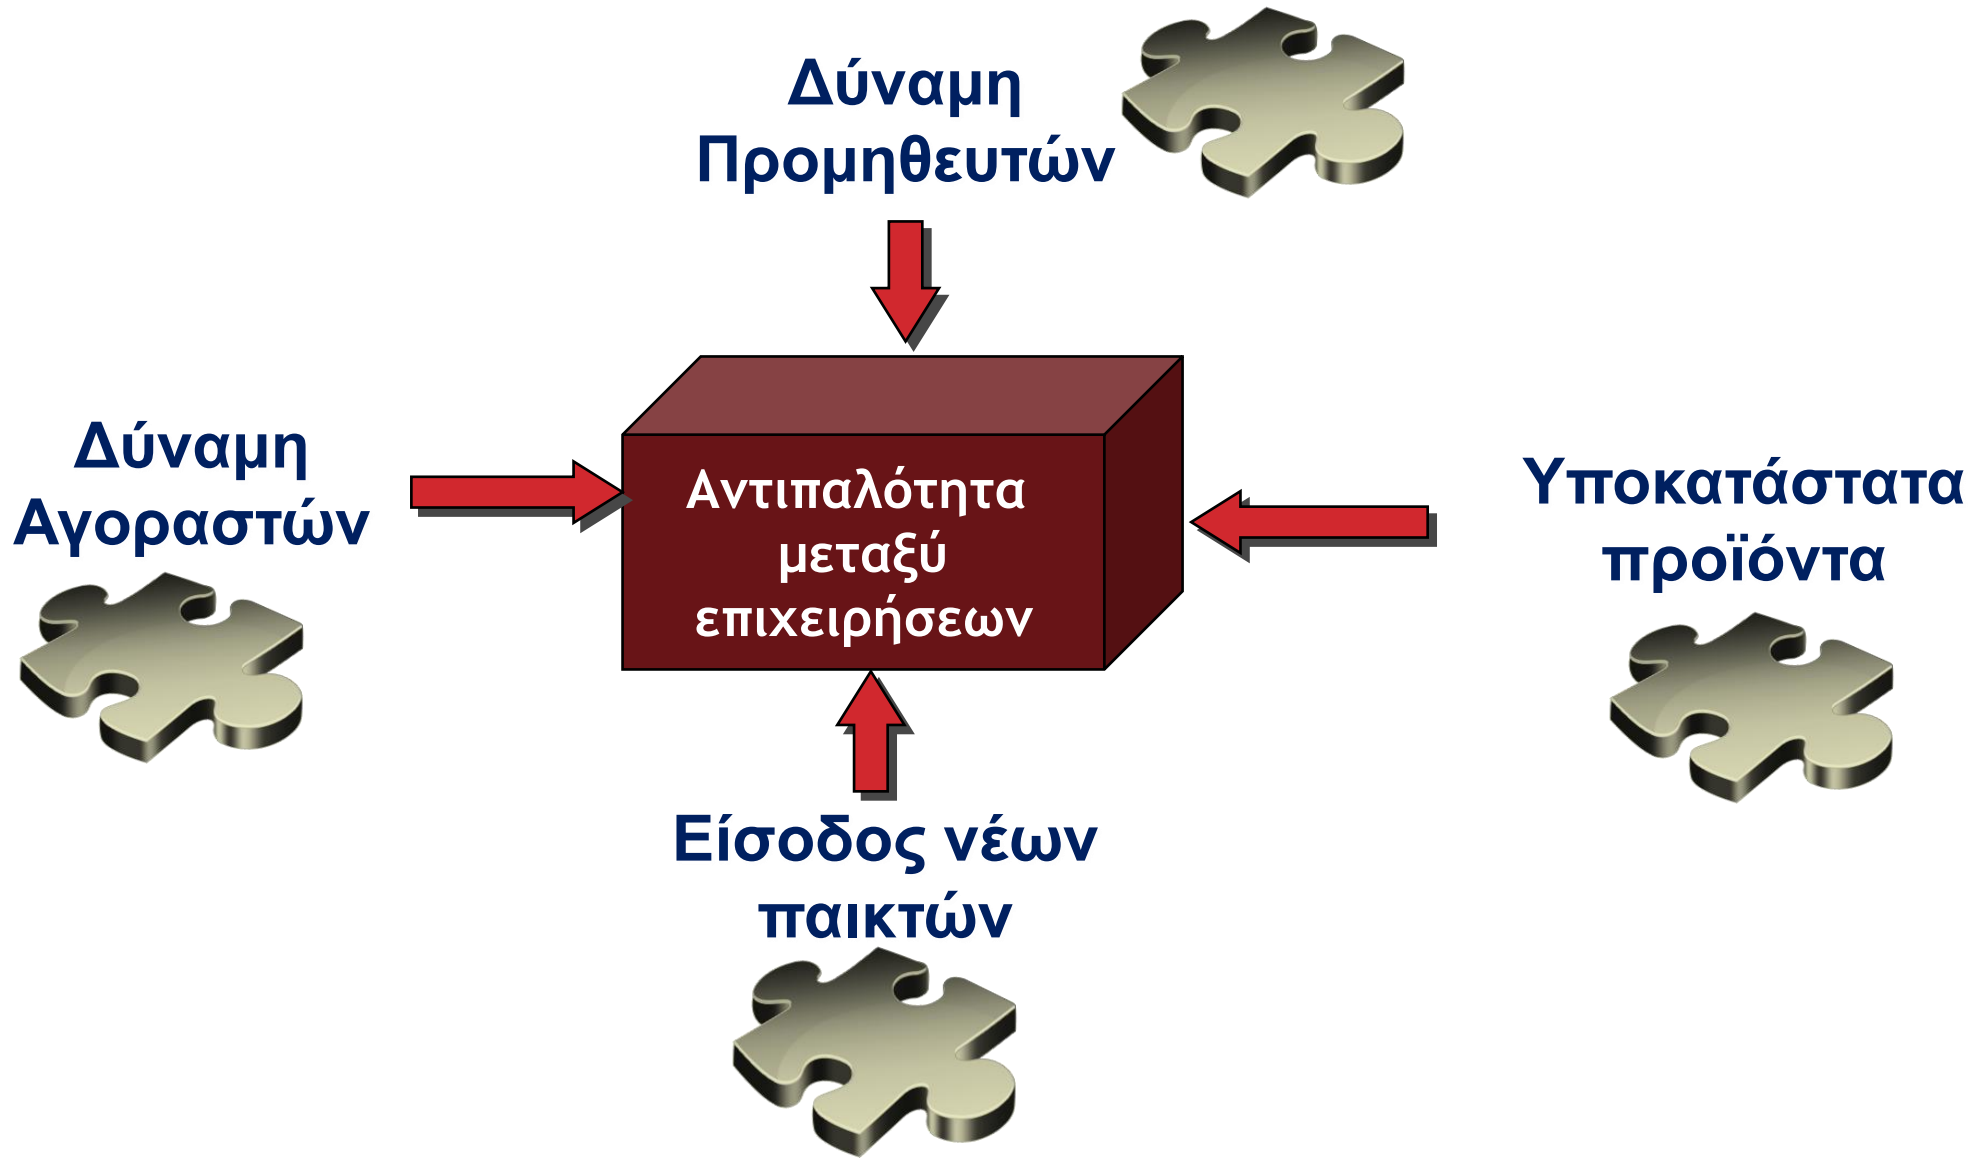 Δύναμη
Προμηθευτών
Δύναμη
Αγοραστών
Αντιπαλότητα
μεταξύ
επιχειρήσεων
Υποκατάστατα
προϊόντα
Είσοδος νέων
παικτών